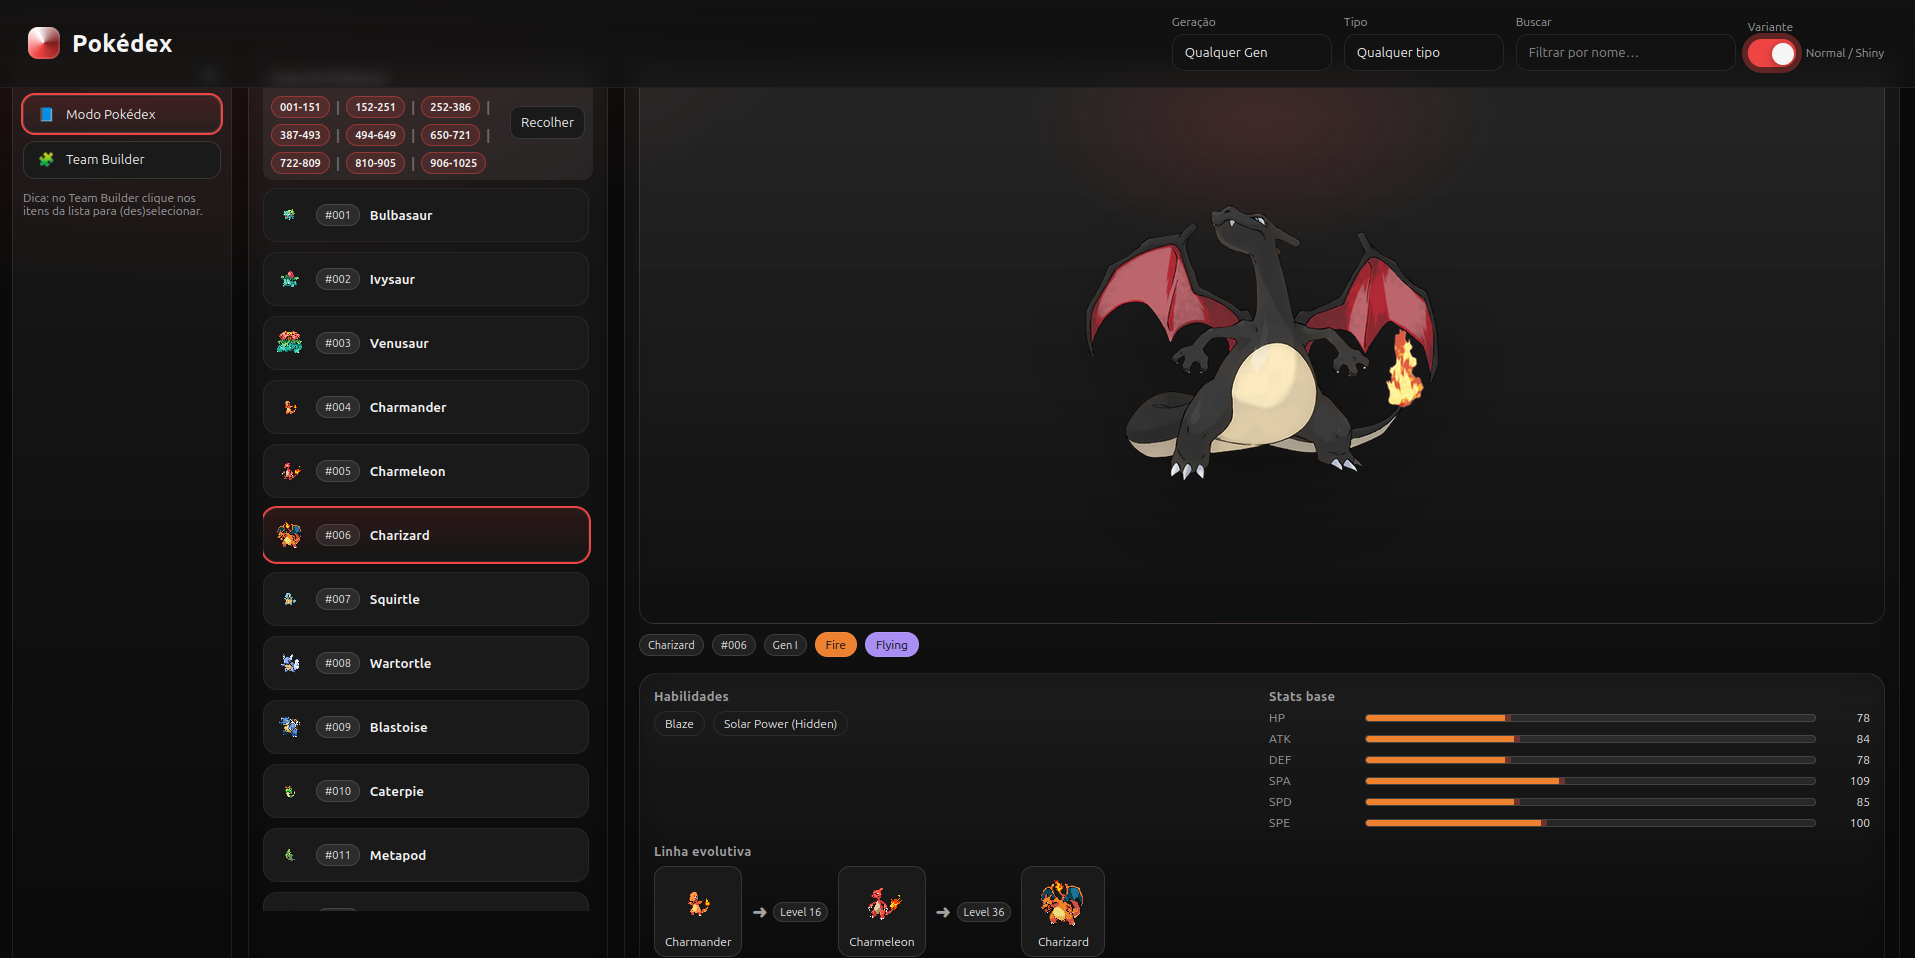 Pokédex
Geração
Qualquer Gen
Tipo
Qualquer tipo
Buscar
Filtrar por nome...
Variante
Normal / Shiny
Modo Pokédex
Team Builder
Dica: no Team Builder clique nos
itens da lista para (des)selecionar.
001-151 | 152-251 | 252-386 |
387-493 | 494-649 | 650-721 |
722-809 | 810-905 | 906-1025
Recolher
#001 Bulbasaur
#002 Ivysaur
#003 Venusaur
#004 Charmander
#005 Charmeleon
#006 Charizard
#007 Squirtle
#008 Wartortle
#009 Blastoise
#010 Caterpie
#011 Metapod
Charizard #006 Gen I Fire Flying
Habilidades
Blaze Solar Power (Hidden)
Stats base
HP 78
ATK 84
DEF 78
SPA 109
SPD 85
SPE 100
Linha evolutiva
Charmander
➜ Level 16
Charmeleon
➜ Level 36
Charizard